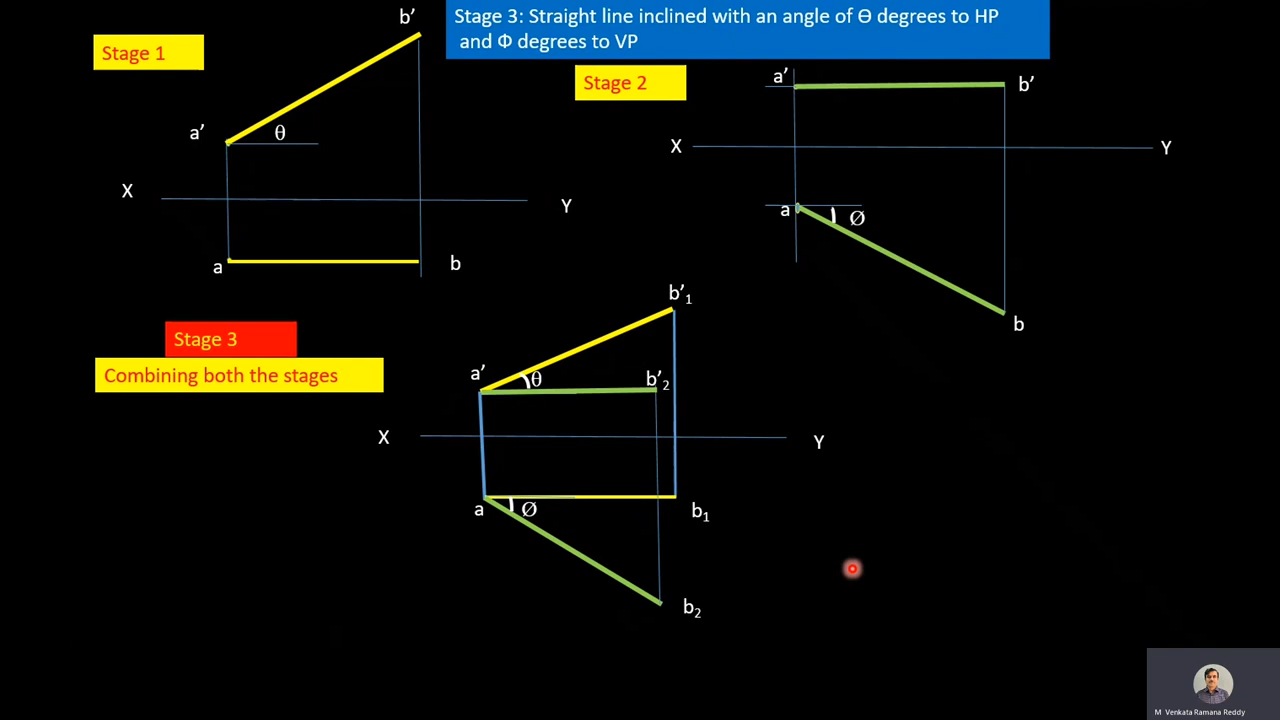 Stage 3: Straight line inclined with an angle of Ɵ degrees to HP
and Φ degrees to VP
Stage 1
b’
a’
θ
X
Y
a
b
Stage 2
a’
b’
X
Y
a
Ø
b
Stage 3
Combining both the stages
b’1
a’
θ
b’2
X
Y
a
Ø
b1
b2
M Venkata Ramana Reddy